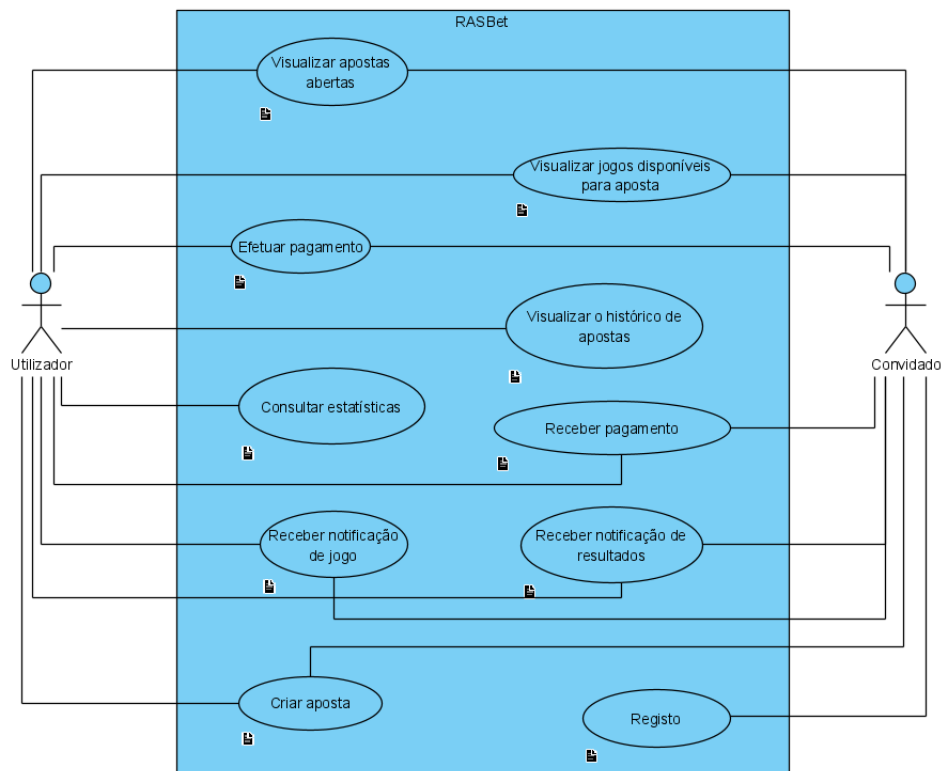 RASBet
Visualizar apostas
abertas
Visualizar jogos disponíveis
para aposta
Efetuar pagamento
Visualizar o histórico de
apostas
Utilizador
Convidado
Consultar estatísticas
Receber pagamento
Receber notificação
de jogo
Receber notificação de
resultados
Criar aposta
Registo